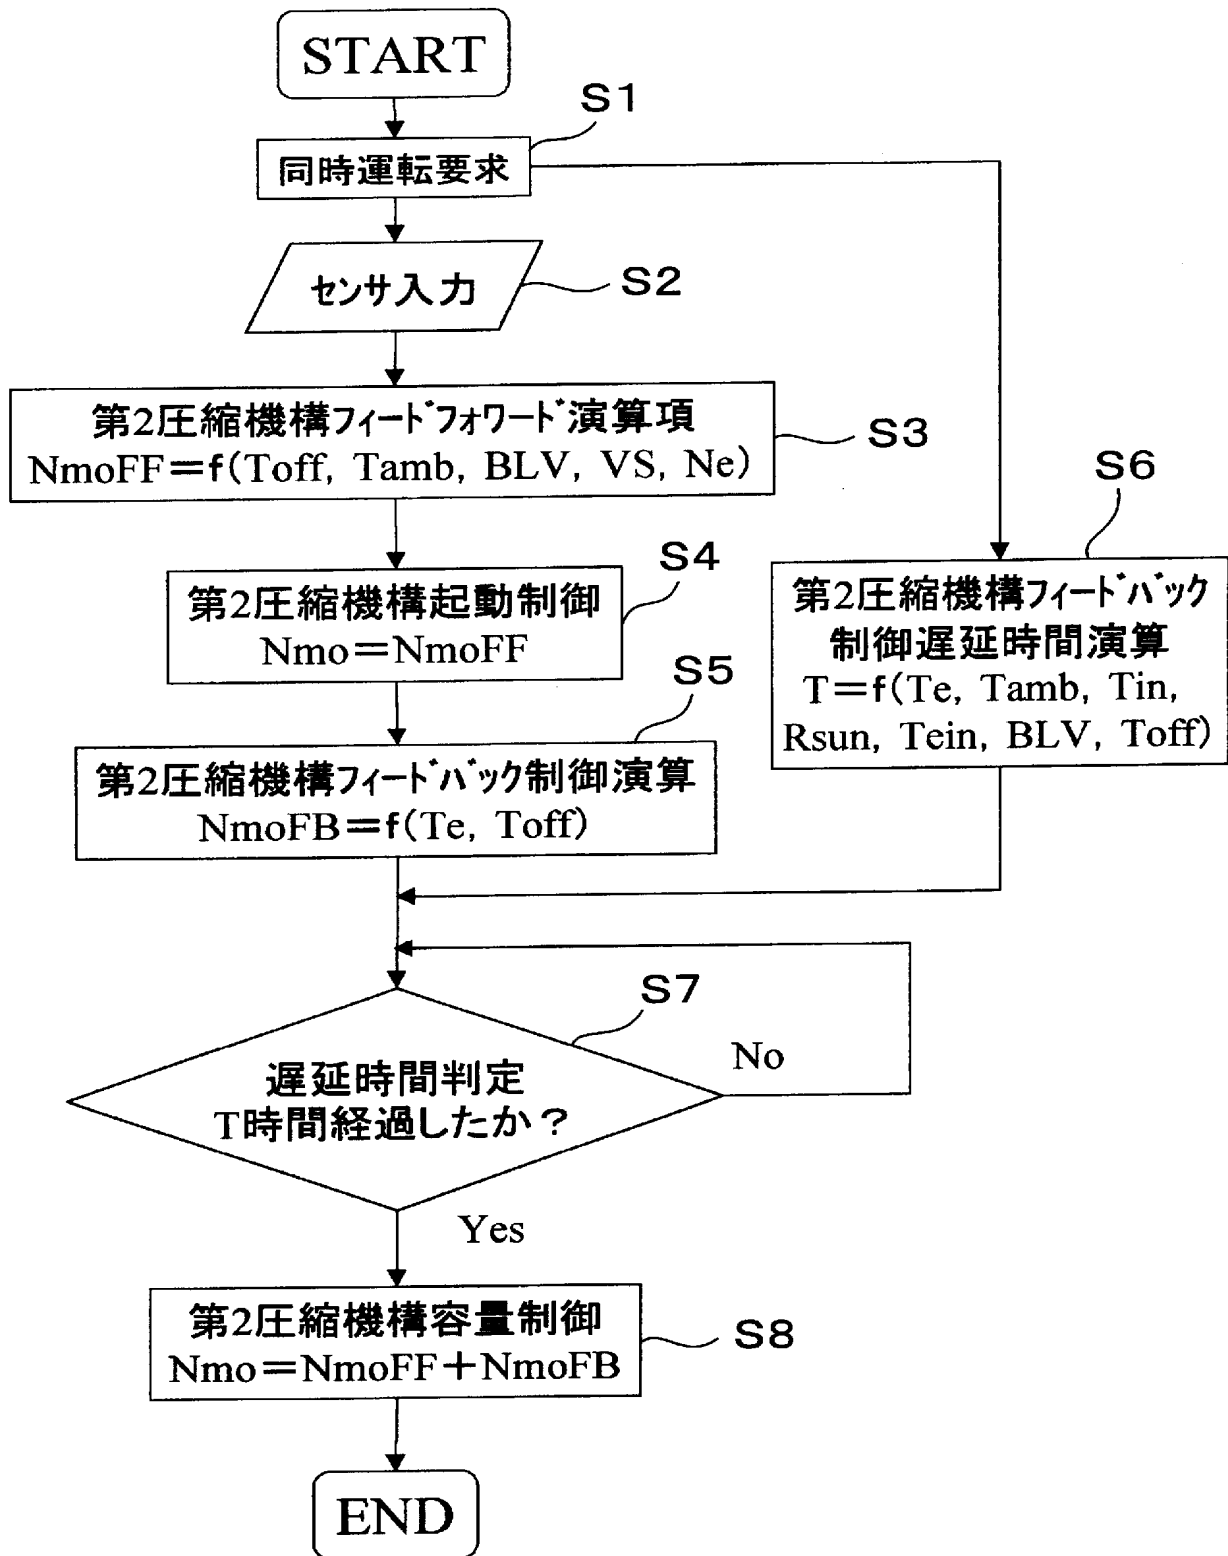 START
S1
同時運転要求
センサ入力
S2
第2圧縮機構フィードフォワード演算項
NmoFF=f(Toff, Tamb, BLV, VS, Ne)
S3
S4
第2圧縮機構起動制御
Nmo=NmoFF
S6
第2圧縮機構フィードバック
制御遅延時間演算
T=f(Te, Tamb, Tin,
Rsun, Tein, BLV, Toff)
S5
第2圧縮機構フィードバック制御演算
NmoFB=f(Te, Toff)
S7
遅延時間判定
T時間経過したか?
No
Yes
第2圧縮機構容量制御
Nmo=NmoFF+NmoFB
S8
END